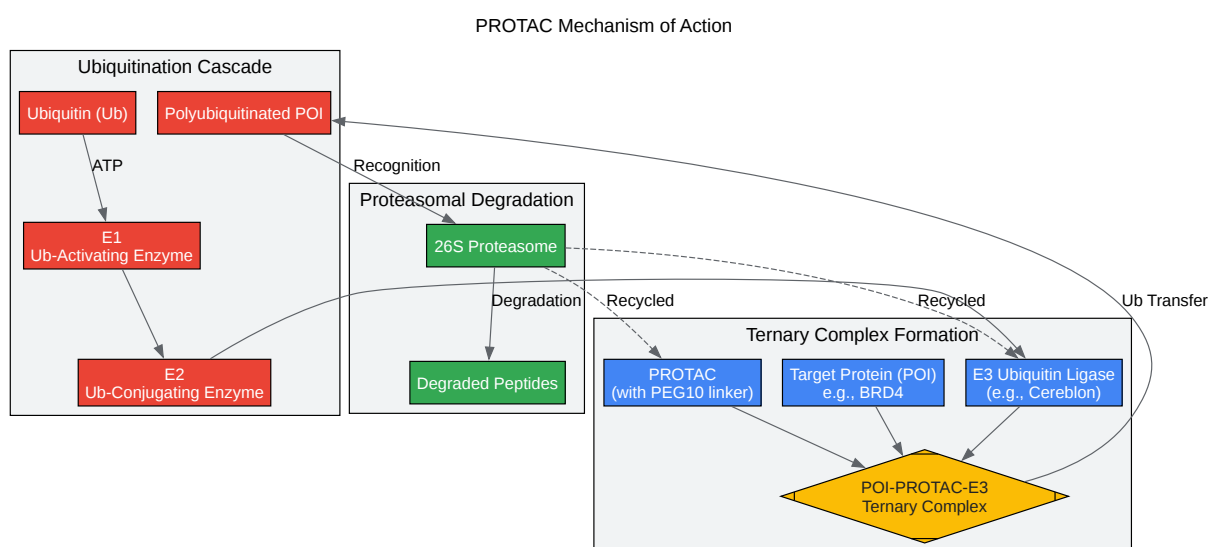 PROTAC Mechanism of Action
Ubiquitination Cascade
Ubiquitin (Ub)
Polyubiquitinated POI
ATP
Recognition
E1
Ub-Activating Enzyme
E2
Ub-Conjugating Enzyme
Proteasomal Degradation
26S Proteasome
Degradation
Recycled
Recycled
Ub Transfer
Degraded Peptides
Ternary Complex Formation
PROTAC
(with PEG10 linker)
Target Protein (POI)
e.g., BRD4
E3 Ubiquitin Ligase
(e.g., Cereblon)
POI-PROTAC-E3
Ternary Complex